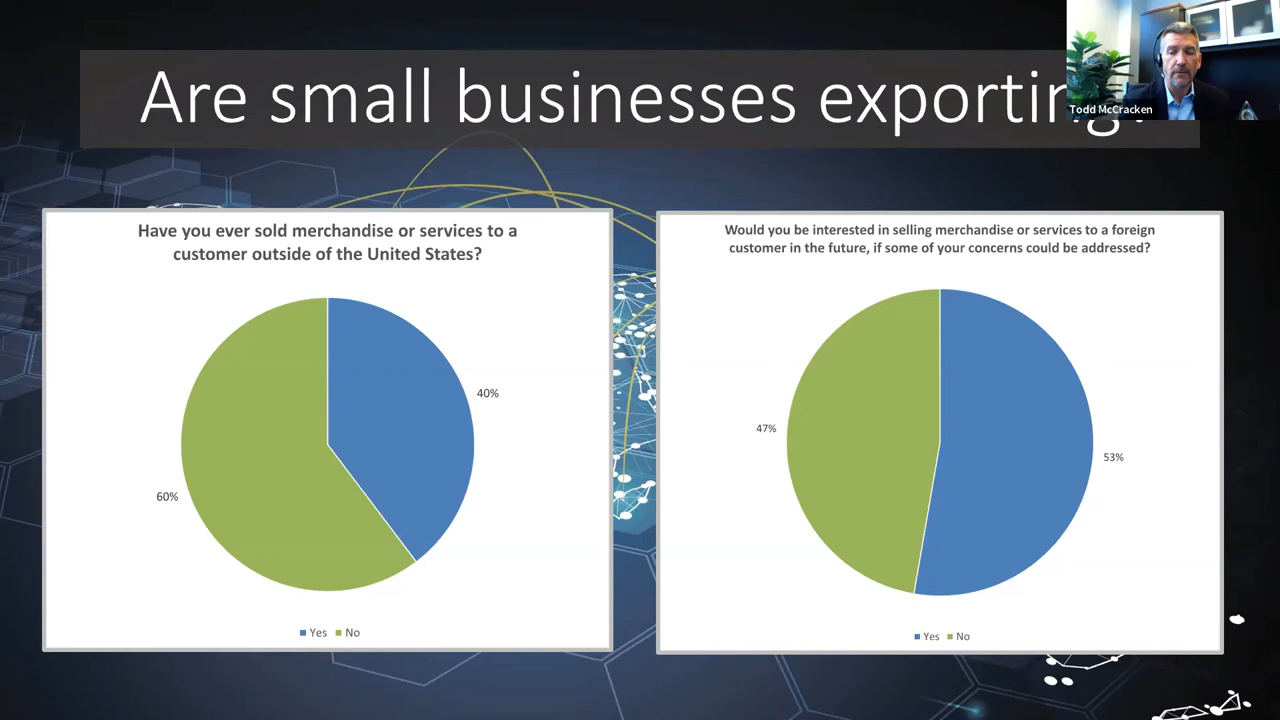 Are small businesses exporting?
Todd McCracken
Have you ever sold merchandise or services to a
customer outside of the United States?
40%
60%
Yes No
Would you be interested in selling merchandise or services to a foreign
customer in the future, if some of your concerns could be addressed?
47%
53%
Yes No